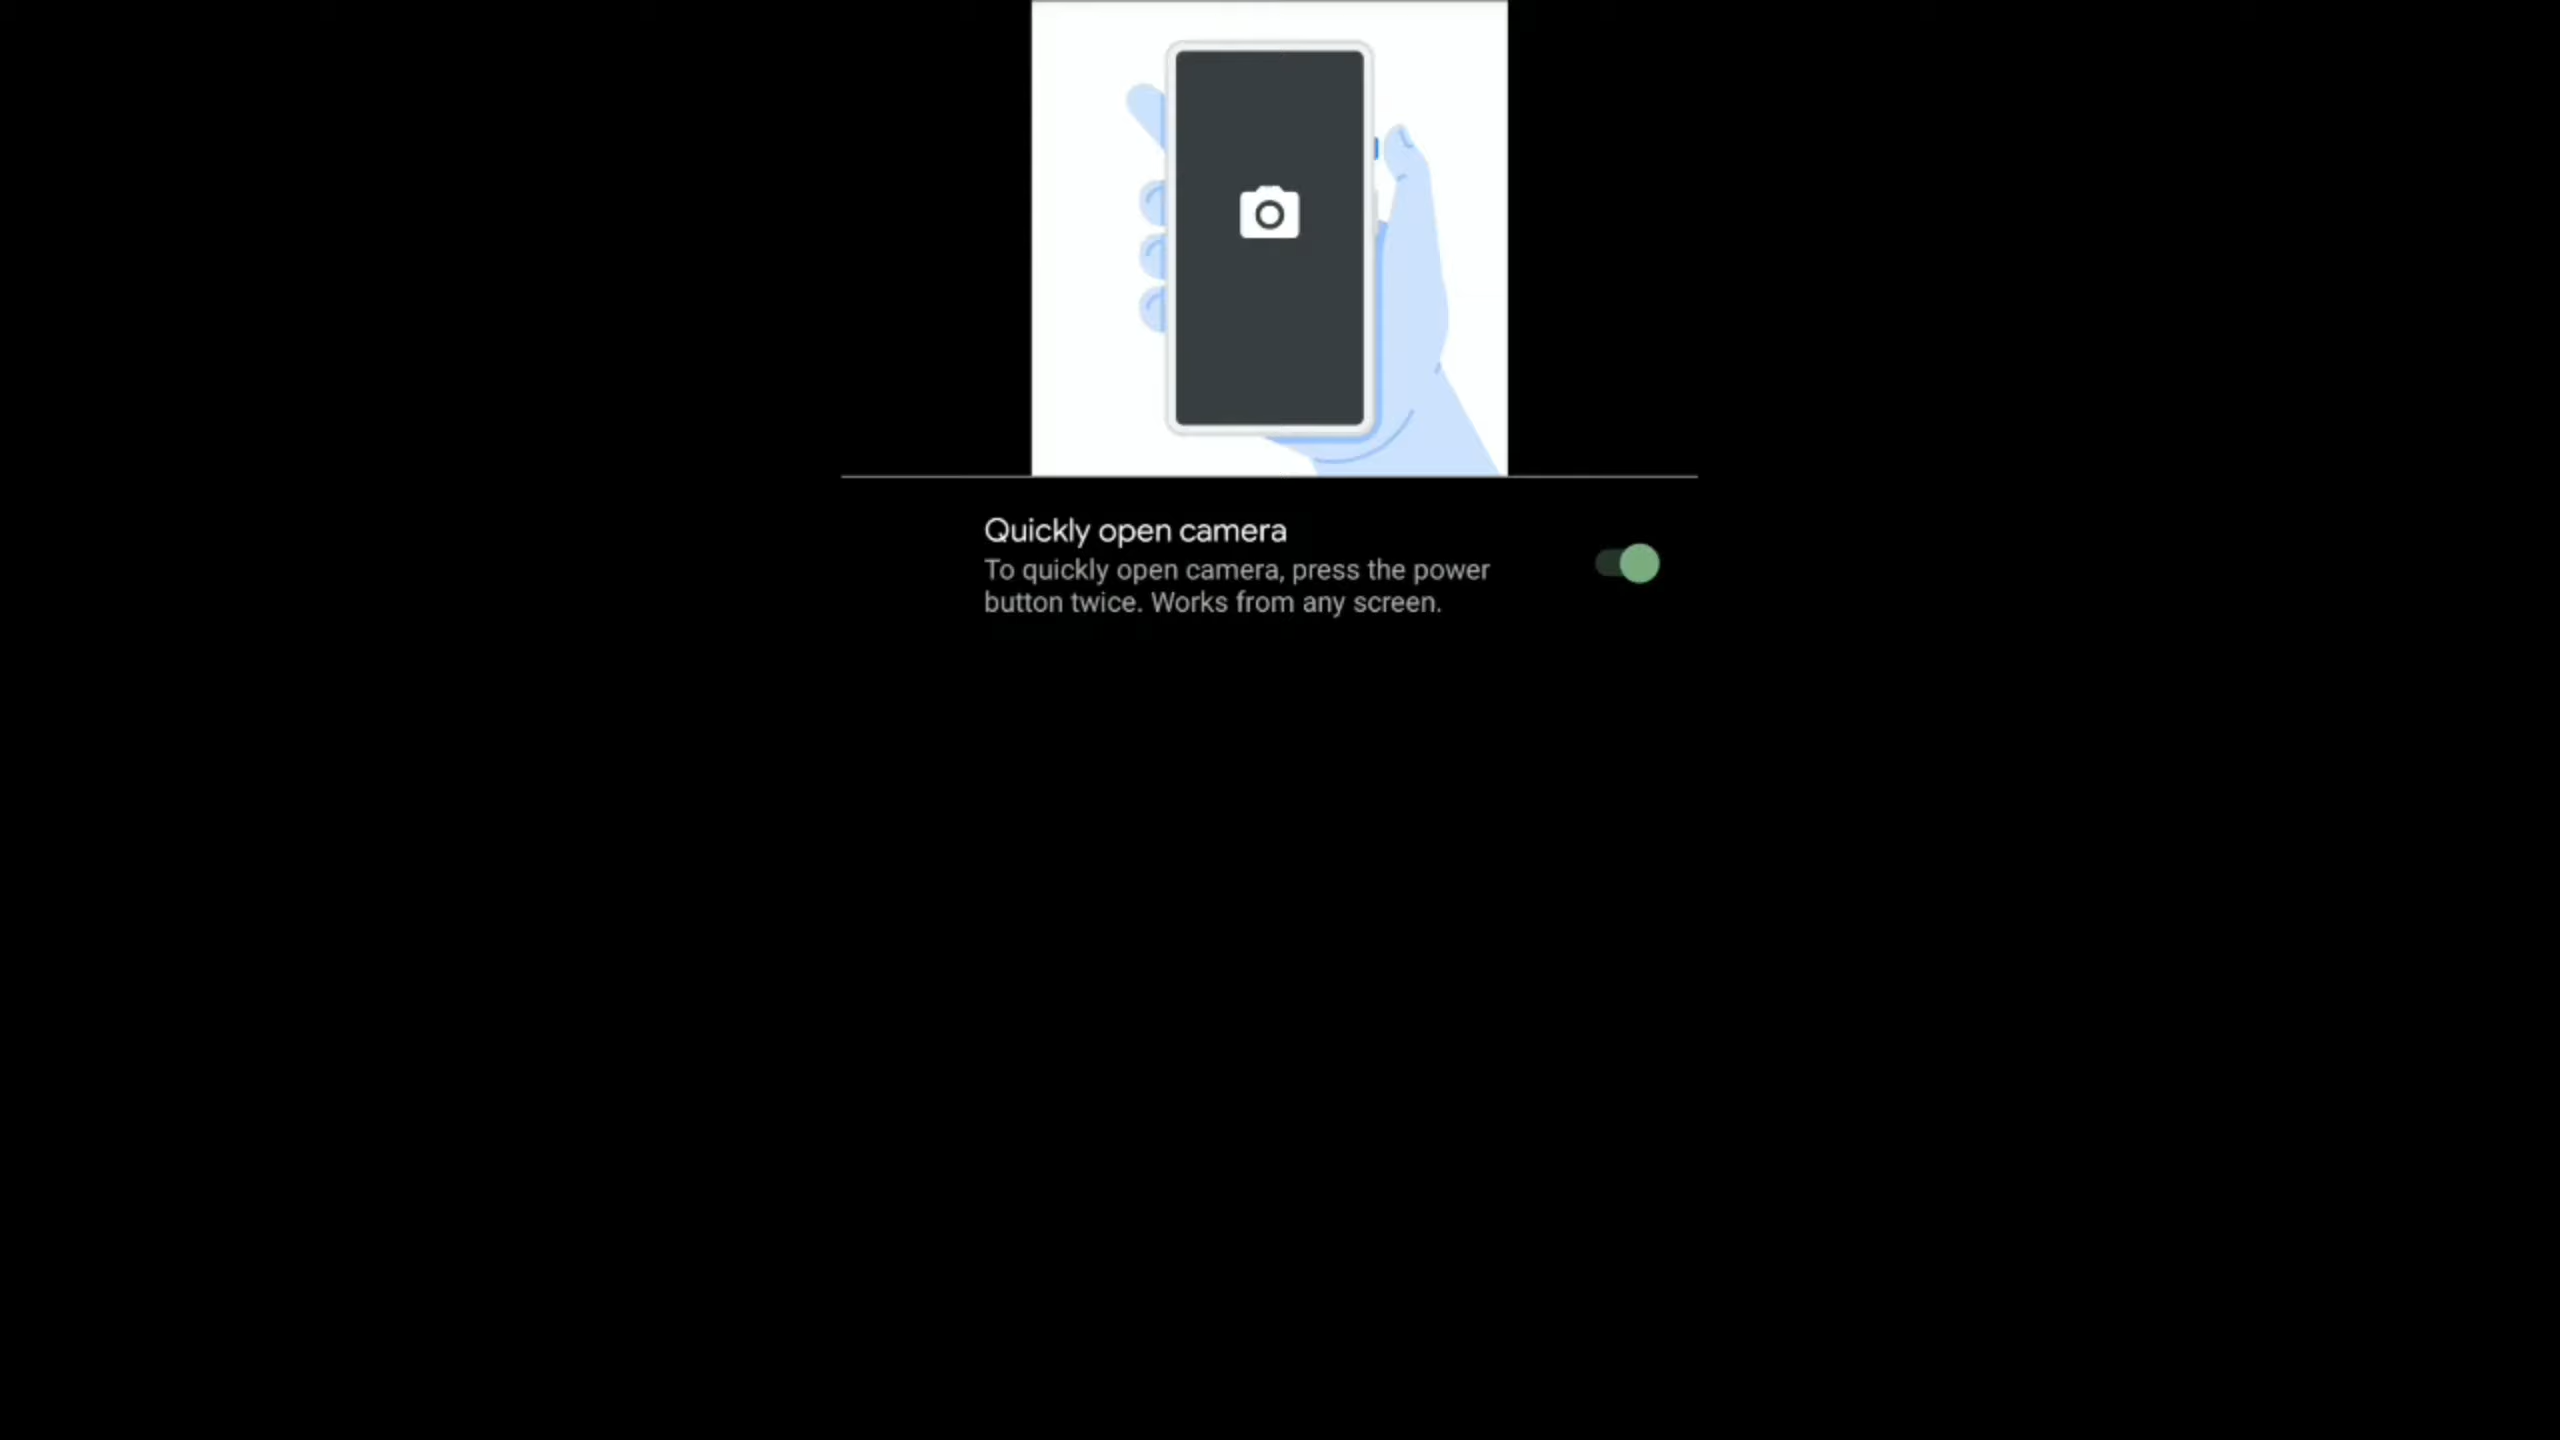 Quickly open camera
To quickly open camera, press the power
button twice. Works from any screen.